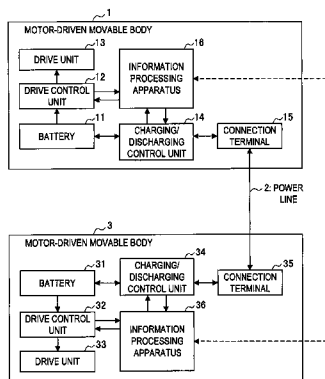 1
MOTOR-DRIVEN MOVABLE BODY
13
DRIVE UNIT
16
INFORMATION
PROCESSING
APPARATUS
12
DRIVE CONTROL
UNIT
11
BATTERY
14
CHARGING/
DISCHARGING
CONTROL UNIT
15
CONNECTION
TERMINAL
2: POWER
LINE
3
MOTOR-DRIVEN MOVABLE BODY
31
BATTERY
34
CHARGING/
DISCHARGING
CONTROL UNIT
35
CONNECTION
TERMINAL
32
DRIVE CONTROL
UNIT
36
INFORMATION
PROCESSING
APPARATUS
33
DRIVE UNIT